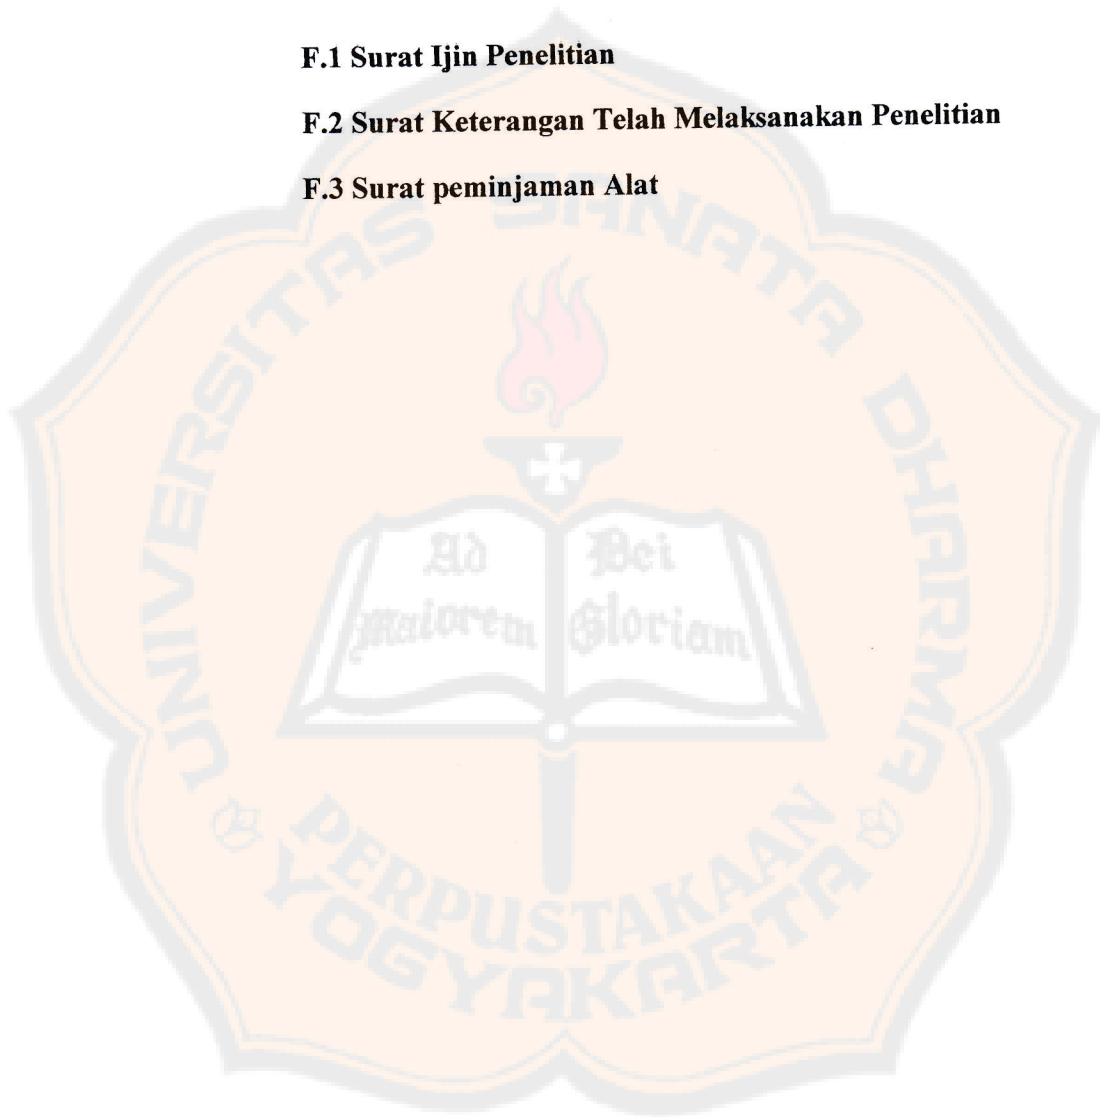 F.1 Surat Ijin Penelitian
F.2 Surat Keterangan Telah Melaksanakan Penelitian
F.3 Surat peminjaman Alat
UNIVERSITAS SANATA DHARMA
Ad Dei
Maiorem Gloriam
PERPUSTAKAAN
YOGYAKARTA